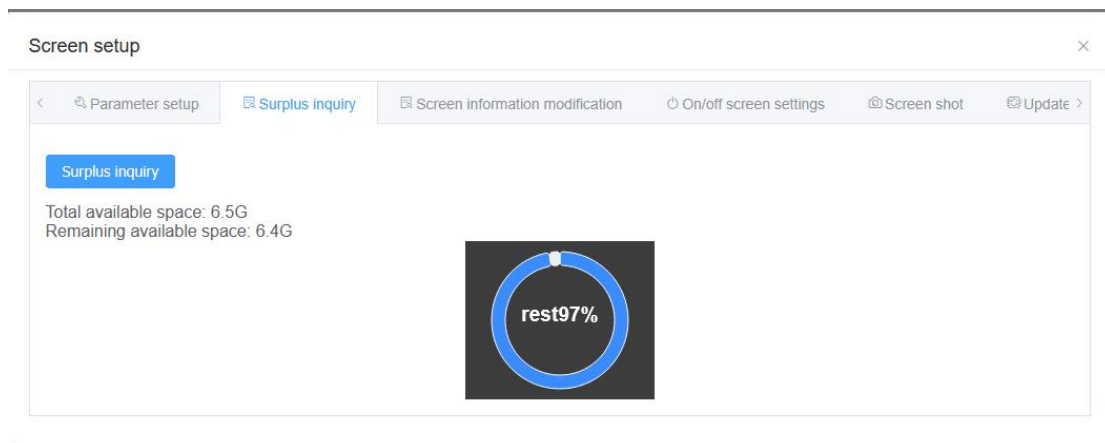 Screen setup
Parameter setup
Surplus inquiry
Screen information modification
On/off screen settings
Screen shot
Update
Surplus inquiry
Total available space: 6.5G
Remaining available space: 6.4G
rest97%